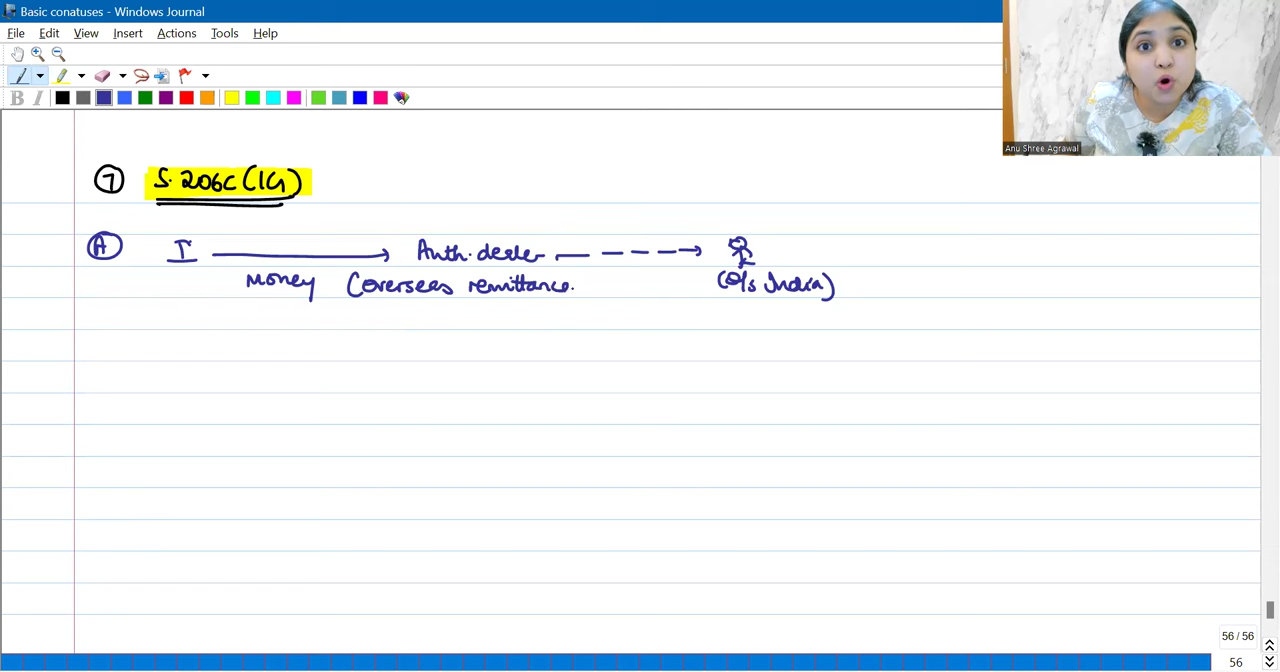 Basic conatuses - Windows Journal
File Edit View Insert Actions Tools Help
B I
Anu Shree Agrawal
7 S.206C(1G)
A I Auth. dealer
Money (overseas remittance. (O/s India)
56 / 56
56